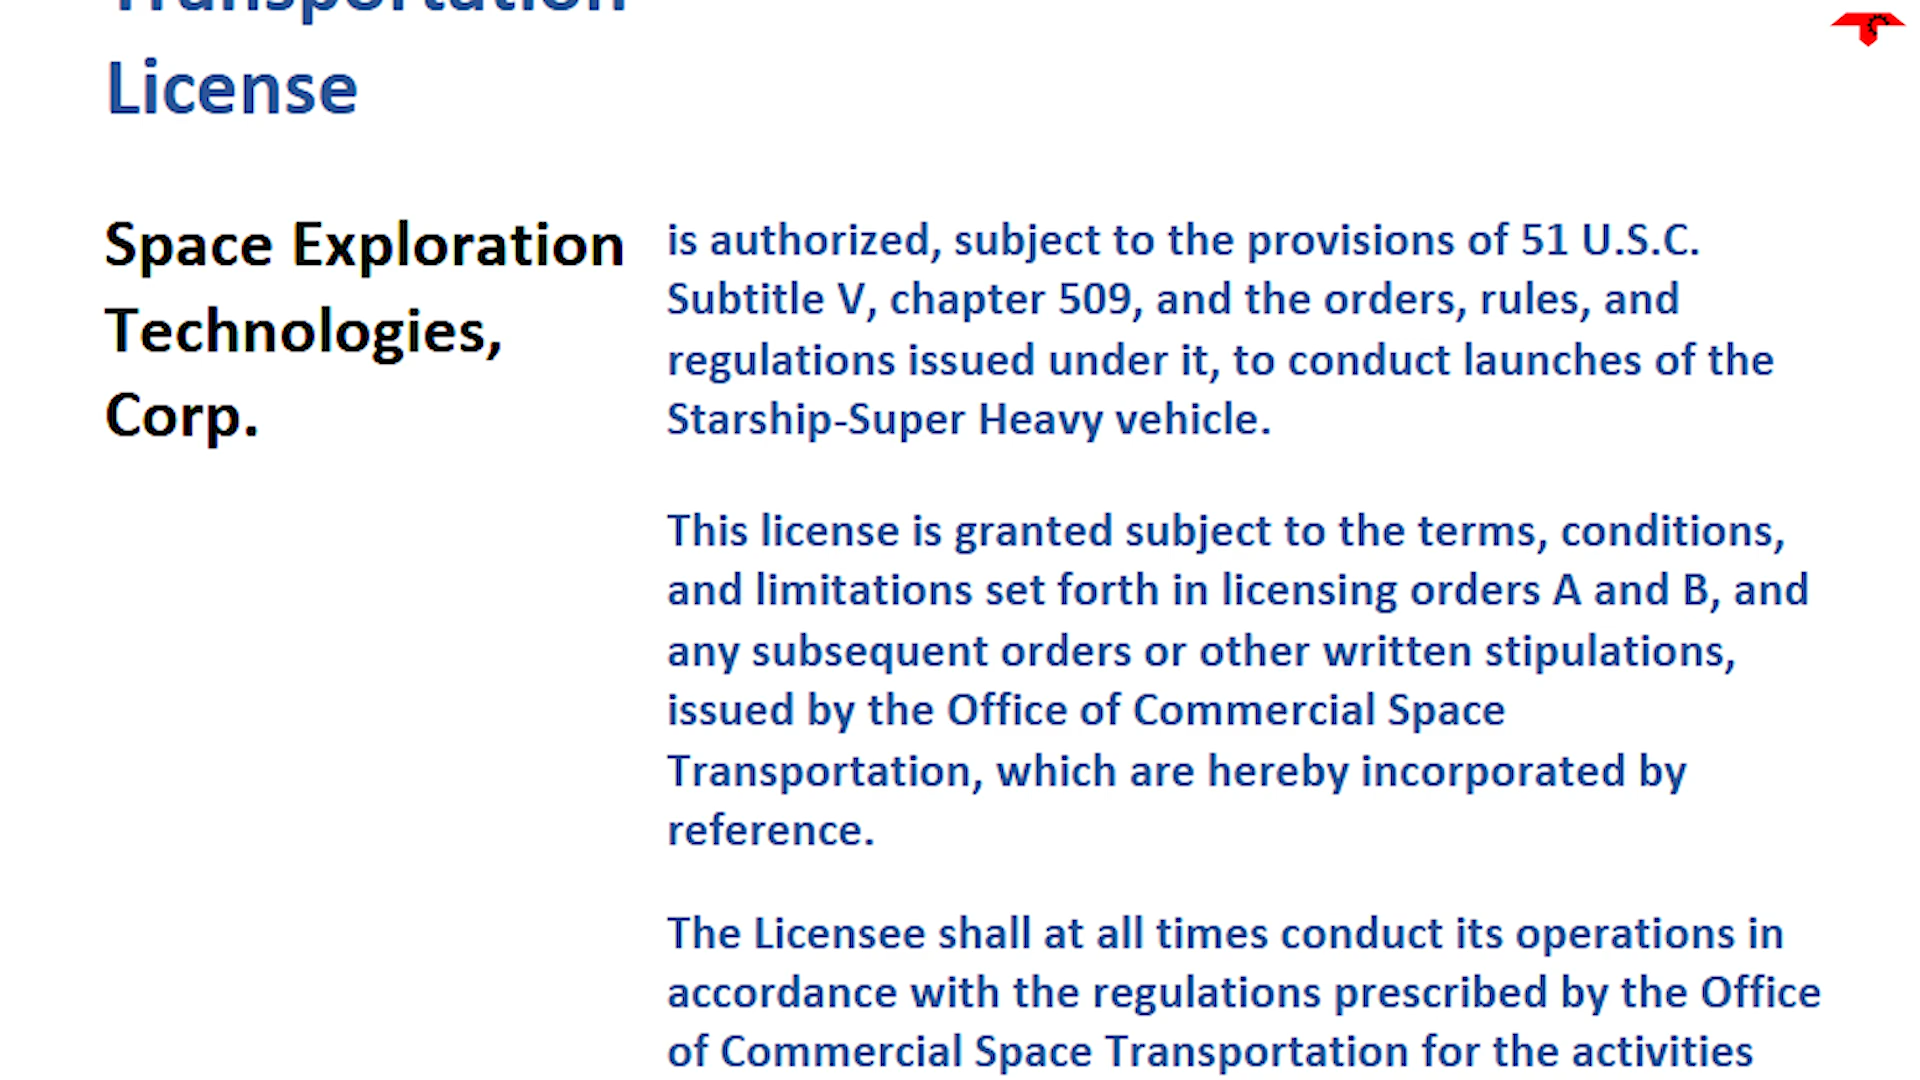 Transportation
License
Space Exploration
Technologies,
Corp.
is authorized, subject to the provisions of 51 U.S.C.
Subtitle V, chapter 509, and the orders, rules, and
regulations issued under it, to conduct launches of the
Starship-Super Heavy vehicle.
This license is granted subject to the terms, conditions,
and limitations set forth in licensing orders A and B, and
any subsequent orders or other written stipulations,
issued by the Office of Commercial Space
Transportation, which are hereby incorporated by
reference.
The Licensee shall at all times conduct its operations in
accordance with the regulations prescribed by the Office
of Commercial Space Transportation for the activities